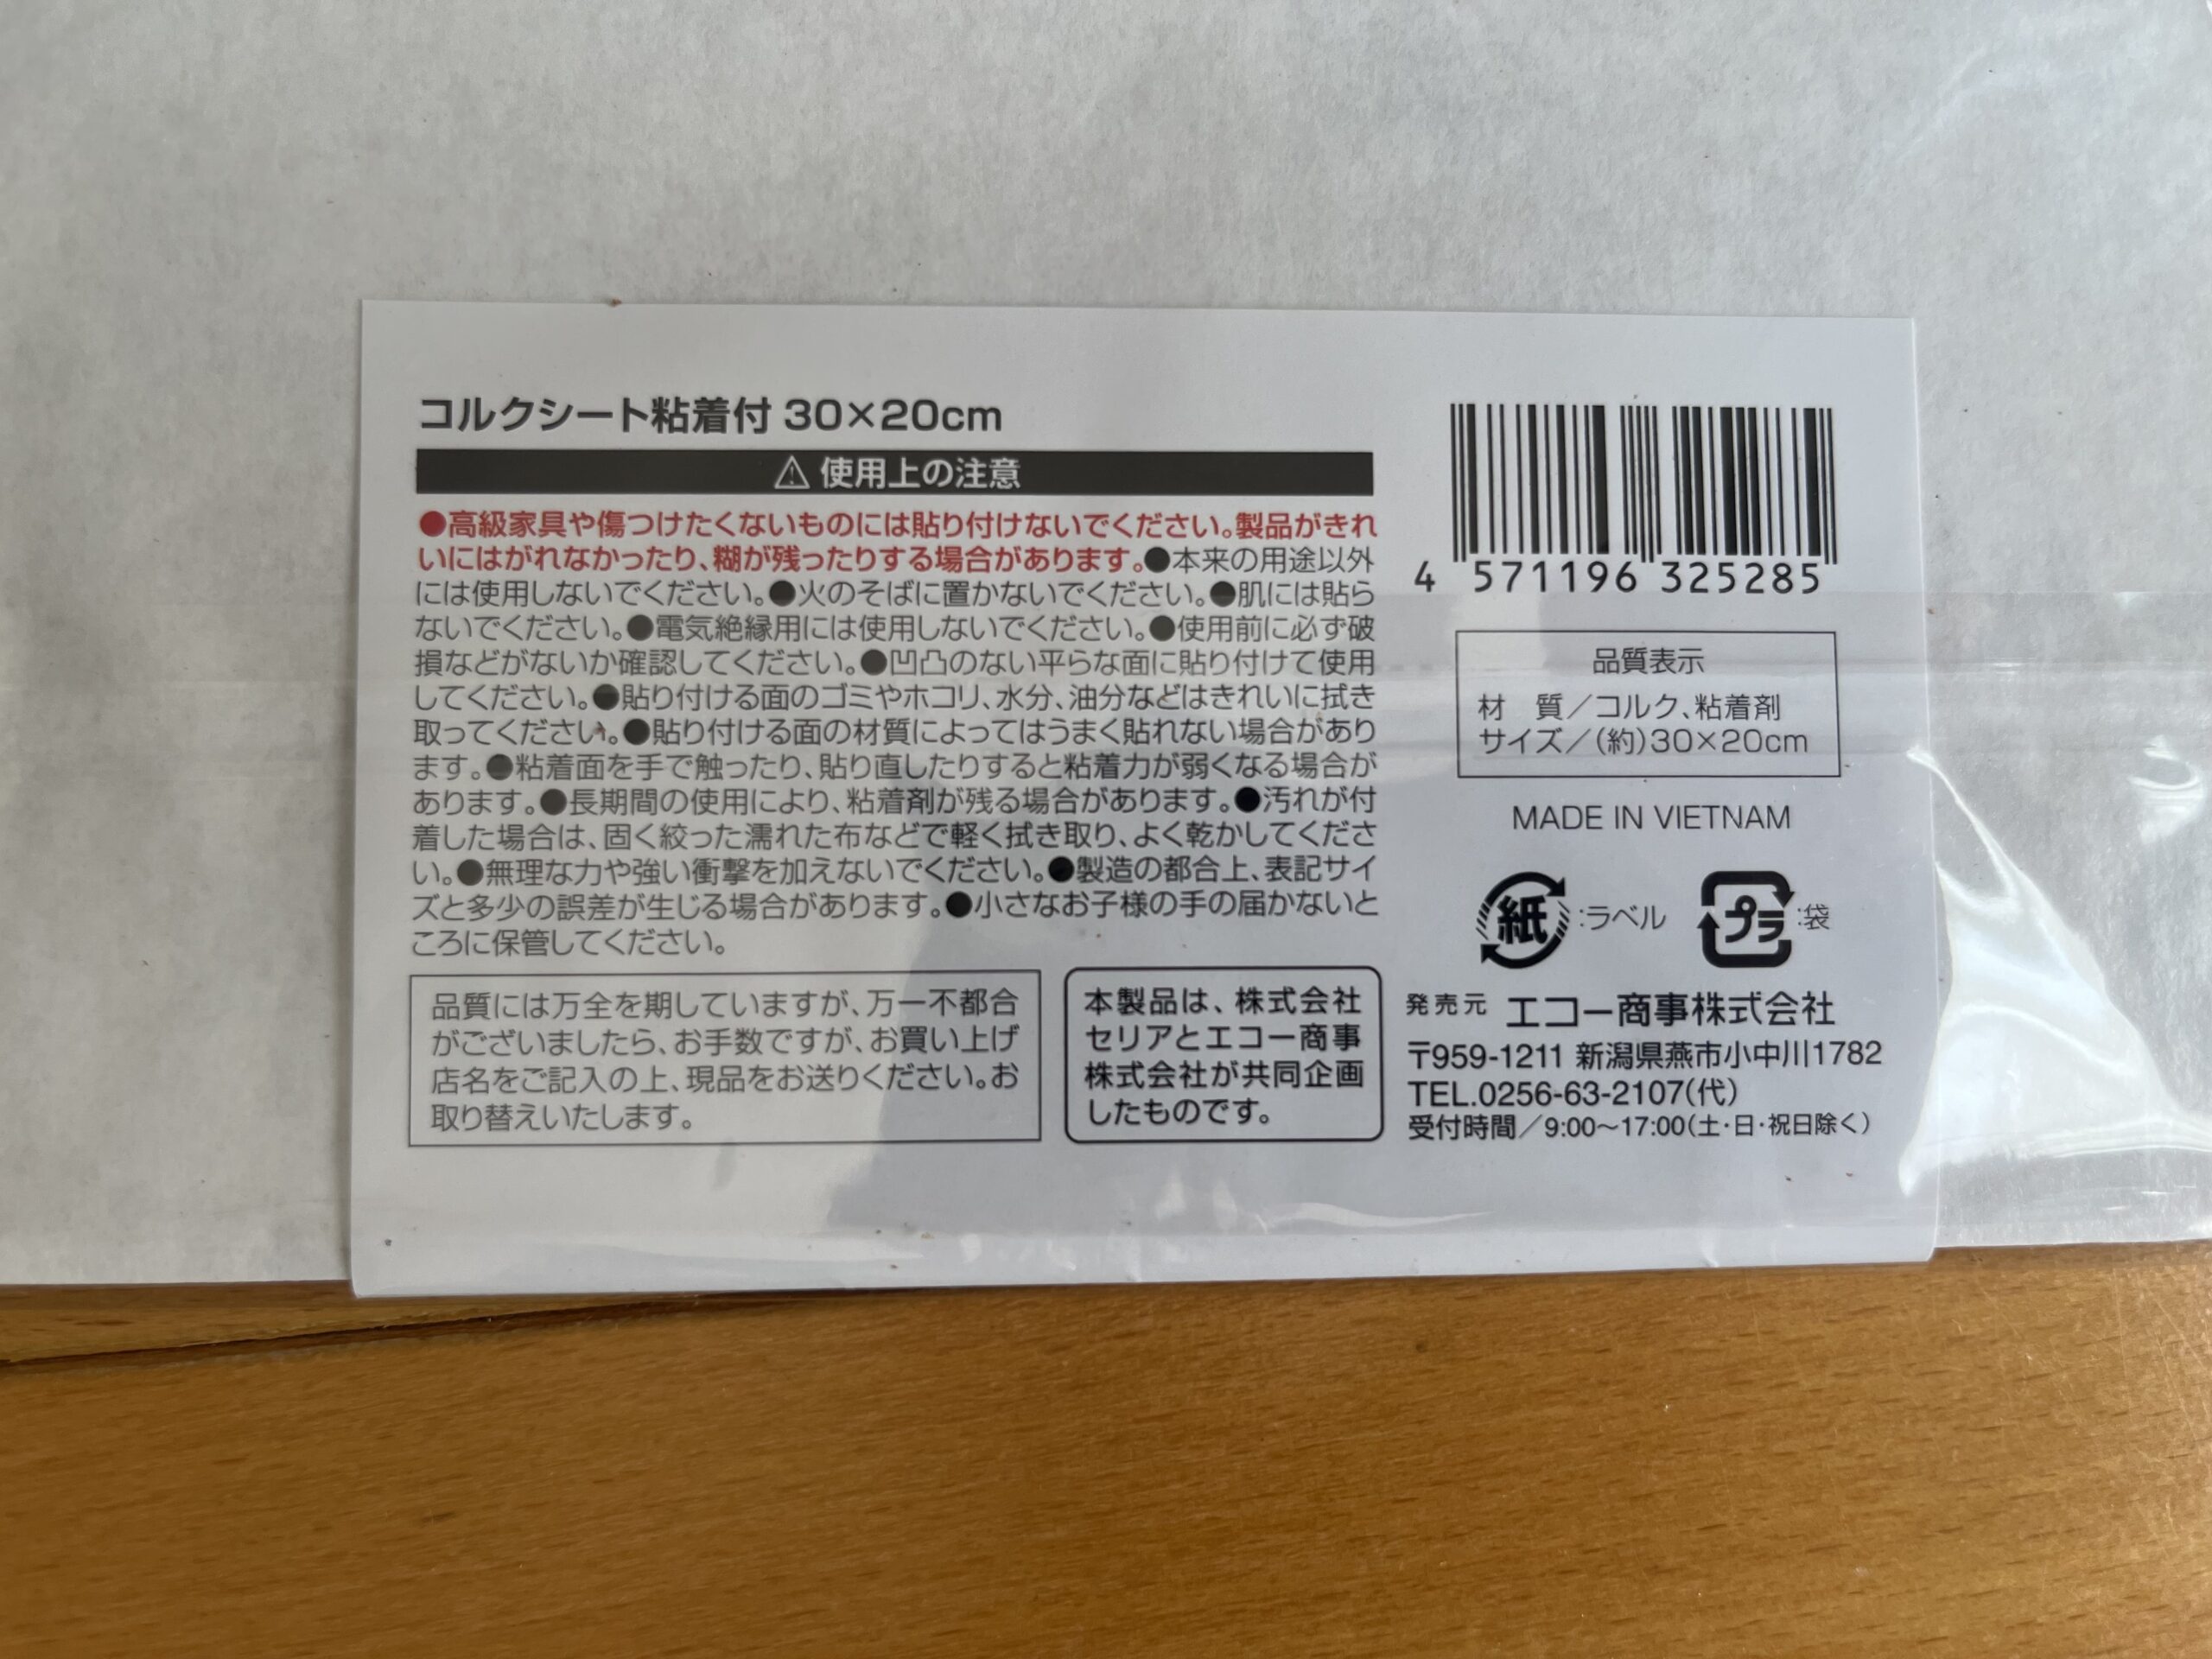 コルクシート粘着付 30×20cm
⚠ 使用上の注意
●高級家具や傷つけたくないものには貼り付けないでください。製品がきれ
いにはがれなかったり、糊が残ったりする場合があります。●本来の用途以外
には使用しないでください。●火のそばに置かないでください。●肌には貼ら
ないでください。●電気絶縁用には使用しないでください。●使用前に必ず破
損などがないか確認してください。●凹凸のない平らな面に貼り付けて使用
してください。●貼り付ける面のゴミやホコリ、水分、油分などはきれいに拭き
取ってください。●貼り付ける面の材質によってはうまく貼れない場合があり
ます。●粘着面を手で触ったり、貼り直したりすると粘着力が弱くなる場合が
あります。●長期間の使用により、粘着剤が残る場合があります。●汚れが付
着した場合は、固く絞った濡れた布などで軽く拭き取り、よく乾かしてくださ
い。●無理な力や強い衝撃を加えないでください。●製造の都合上、表記サイ
ズと多少の誤差が生じる場合があります。●小さなお子様の手の届かないと
ころに保管してください。
品質には万全を期していますが、万一不都合
がございましたら、お手数ですが、お買い上げ
店名をご記入の上、現品をお送りください。お
取り替えいたします。
本製品は、株式会社
セリアとエコー商事
株式会社が共同企画
したものです。
4 571196 325285
品質表示
材　質／コルク、粘着剤
サイズ／(約)30×20cm
MADE IN VIETNAM
紙:ラベル プラ:袋
発売元 エコー商事株式会社
〒959-1211 新潟県燕市小中川1782
TEL.0256-63-2107(代)
受付時間／9:00～17:00(土・日・祝日除く)